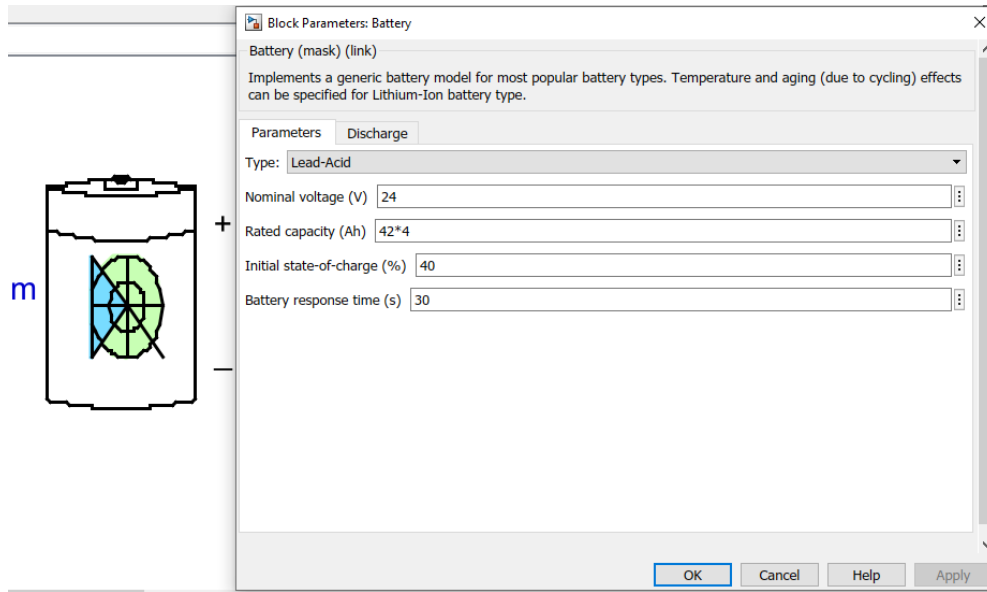 Block Parameters: Battery
Battery (mask) (link)
Implements a generic battery model for most popular battery types. Temperature and aging (due to cycling) effects
can be specified for Lithium-Ion battery type.
Parameters Discharge
Type: Lead-Acid
Nominal voltage (V) 24
Rated capacity (Ah) 42*4
Initial state-of-charge (%) 40
Battery response time (s) 30
+
m
–
OK Cancel Help Apply